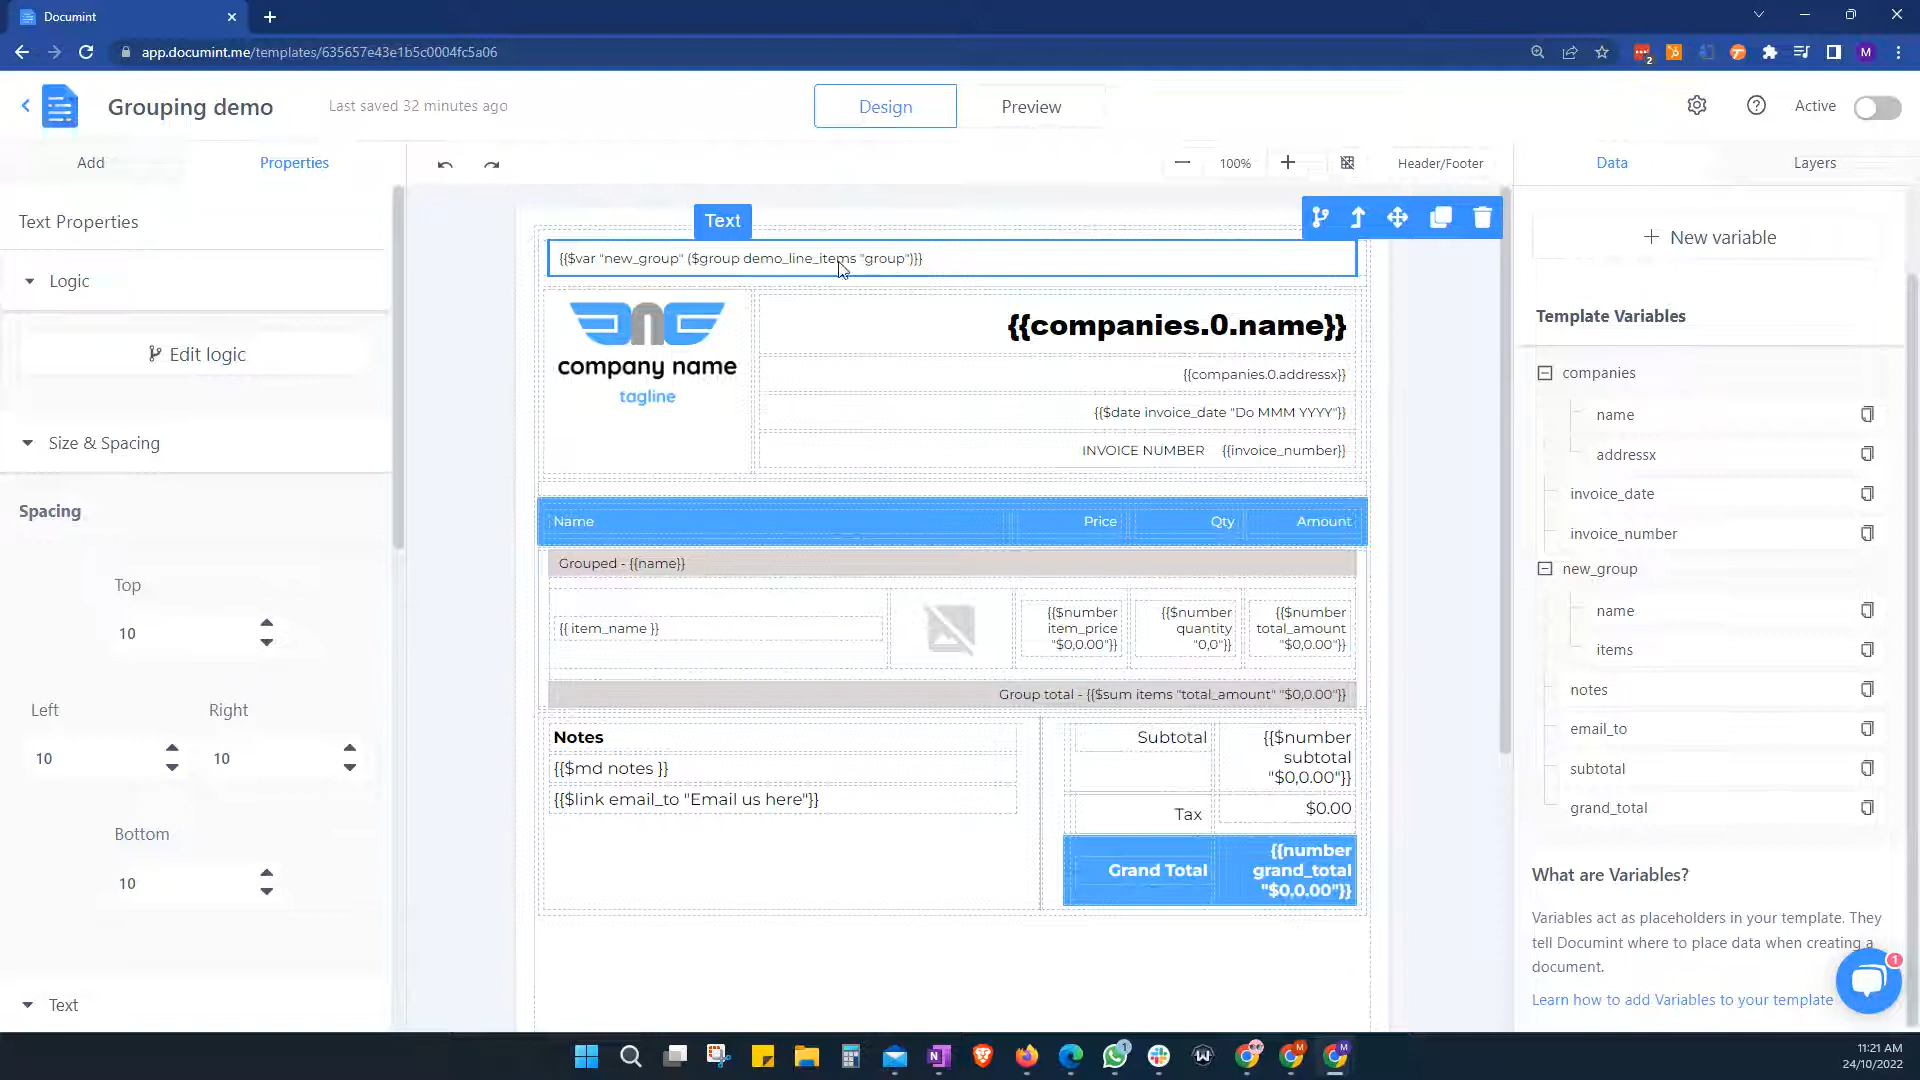 Documint
app.documint.me/templates/635657e43e1b5c0004fc5a06
2
M
Grouping demo
Last saved 32 minutes ago
Design
Preview
Active
Add
Properties
100%
Header/Footer
Data
Layers
Text Properties
Logic
Edit logic
Size & Spacing
Spacing
Top
10
Left
Right
10
10
Bottom
10
Text
Text
{{$var "new_group" ($group demo_line_items "group")}}
company name
tagline
{{companies.0.name}}
{{companies.0.addressx}}
{{$date invoice_date "Do MMM YYYY"}}
INVOICE NUMBER {{invoice_number}}
Name
Price
Qty
Amount
Grouped - {{name}}
{{ item_name }}
{{$number
item_price
"$0,0.00"}}
{{$number
quantity
"0,0"}}
{{$number
total_amount
"$0,0.00"}}
Group total - {{$sum items "total_amount" "$0,0.00"}}
Notes
{{$md notes }}
{{$link email_to "Email us here"}}
Subtotal
{{$number
subtotal
"$0,0.00"}}
Tax
$0.00
Grand Total
{{number
grand_total
"$0,0.00"}}
New variable
Template Variables
companies
name
addressx
invoice_date
invoice_number
new_group
name
items
notes
email_to
subtotal
grand_total
What are Variables?
Variables act as placeholders in your template. They
tell Documint where to place data when creating a
document.
Learn how to add Variables to your template
1
1
M
M
11:21 AM
24/10/2022